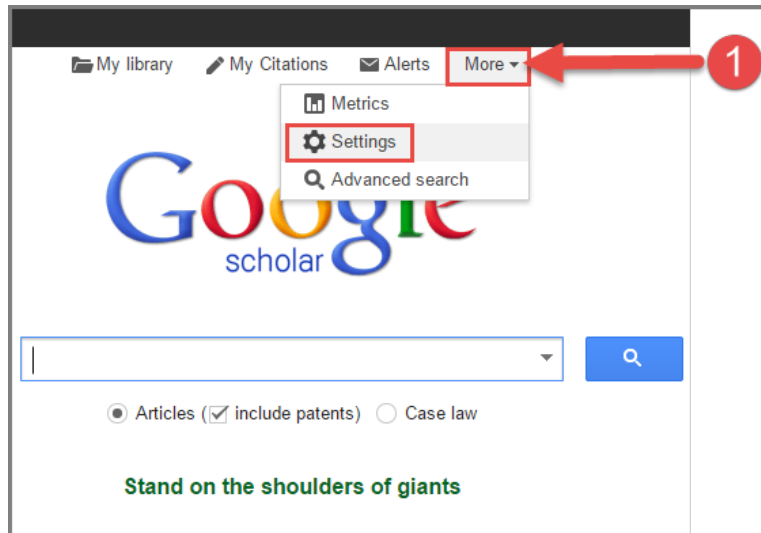 My library My Citations Alerts More
1
Metrics
Settings
Advanced search
Google
scholar
Articles ( include patents) Case law
Stand on the shoulders of giants